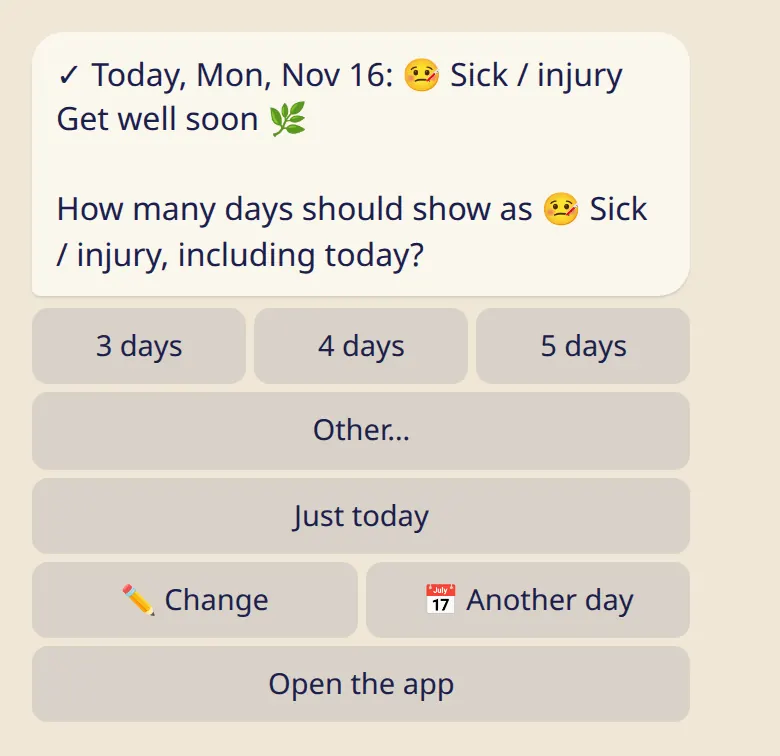 ✓ Today, Mon, Nov 16: 🤒 Sick / injury
Get well soon 🌿
How many days should show as 🤒 Sick
/ injury, including today?
3 days
4 days
5 days
Other...
Just today
✏️ Change
📅 Another day
Open the app